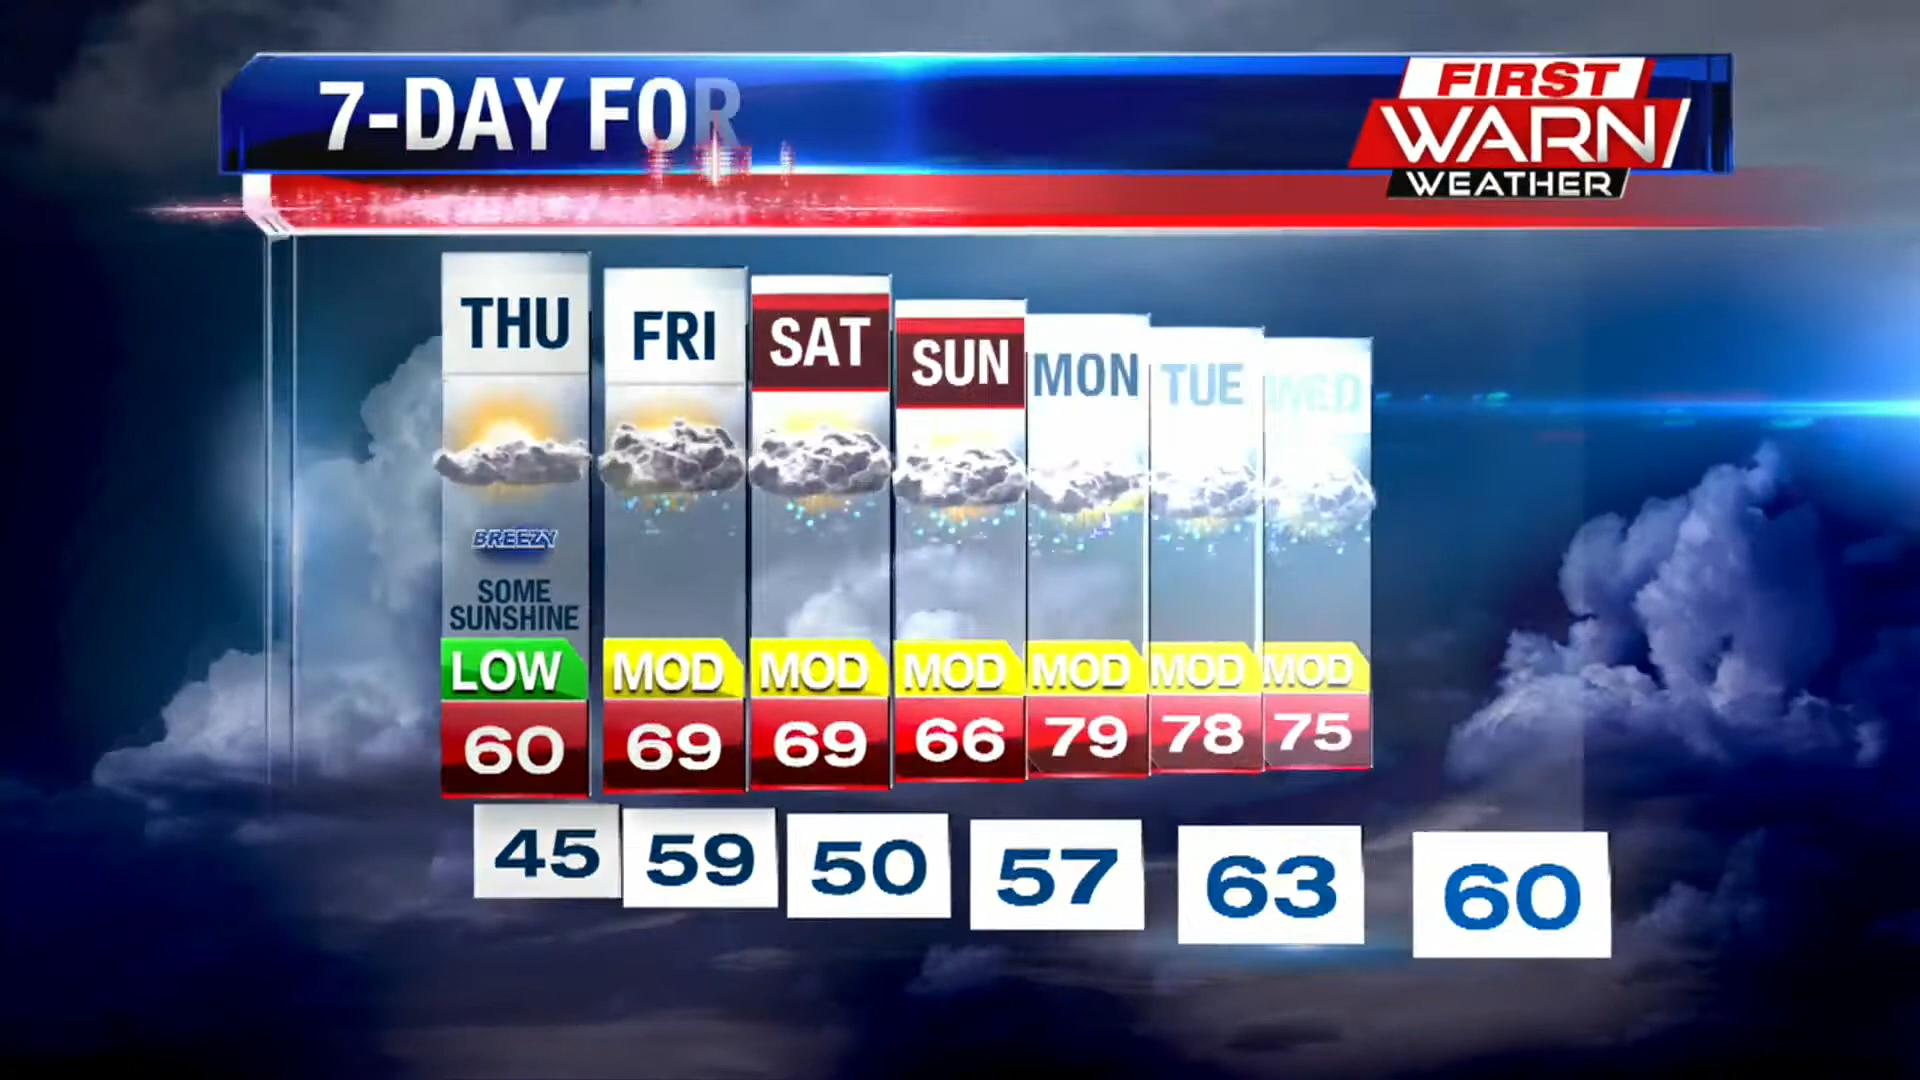 7-DAY FOR
FIRST
WARN
WEATHER
THU FRI SAT SUN MON TUE WED
BREEZY
SOME
SUNSHINE
LOW MOD MOD MOD MOD MOD MOD
60 69 69 66 79 78 75
45 59 50 57 63 60